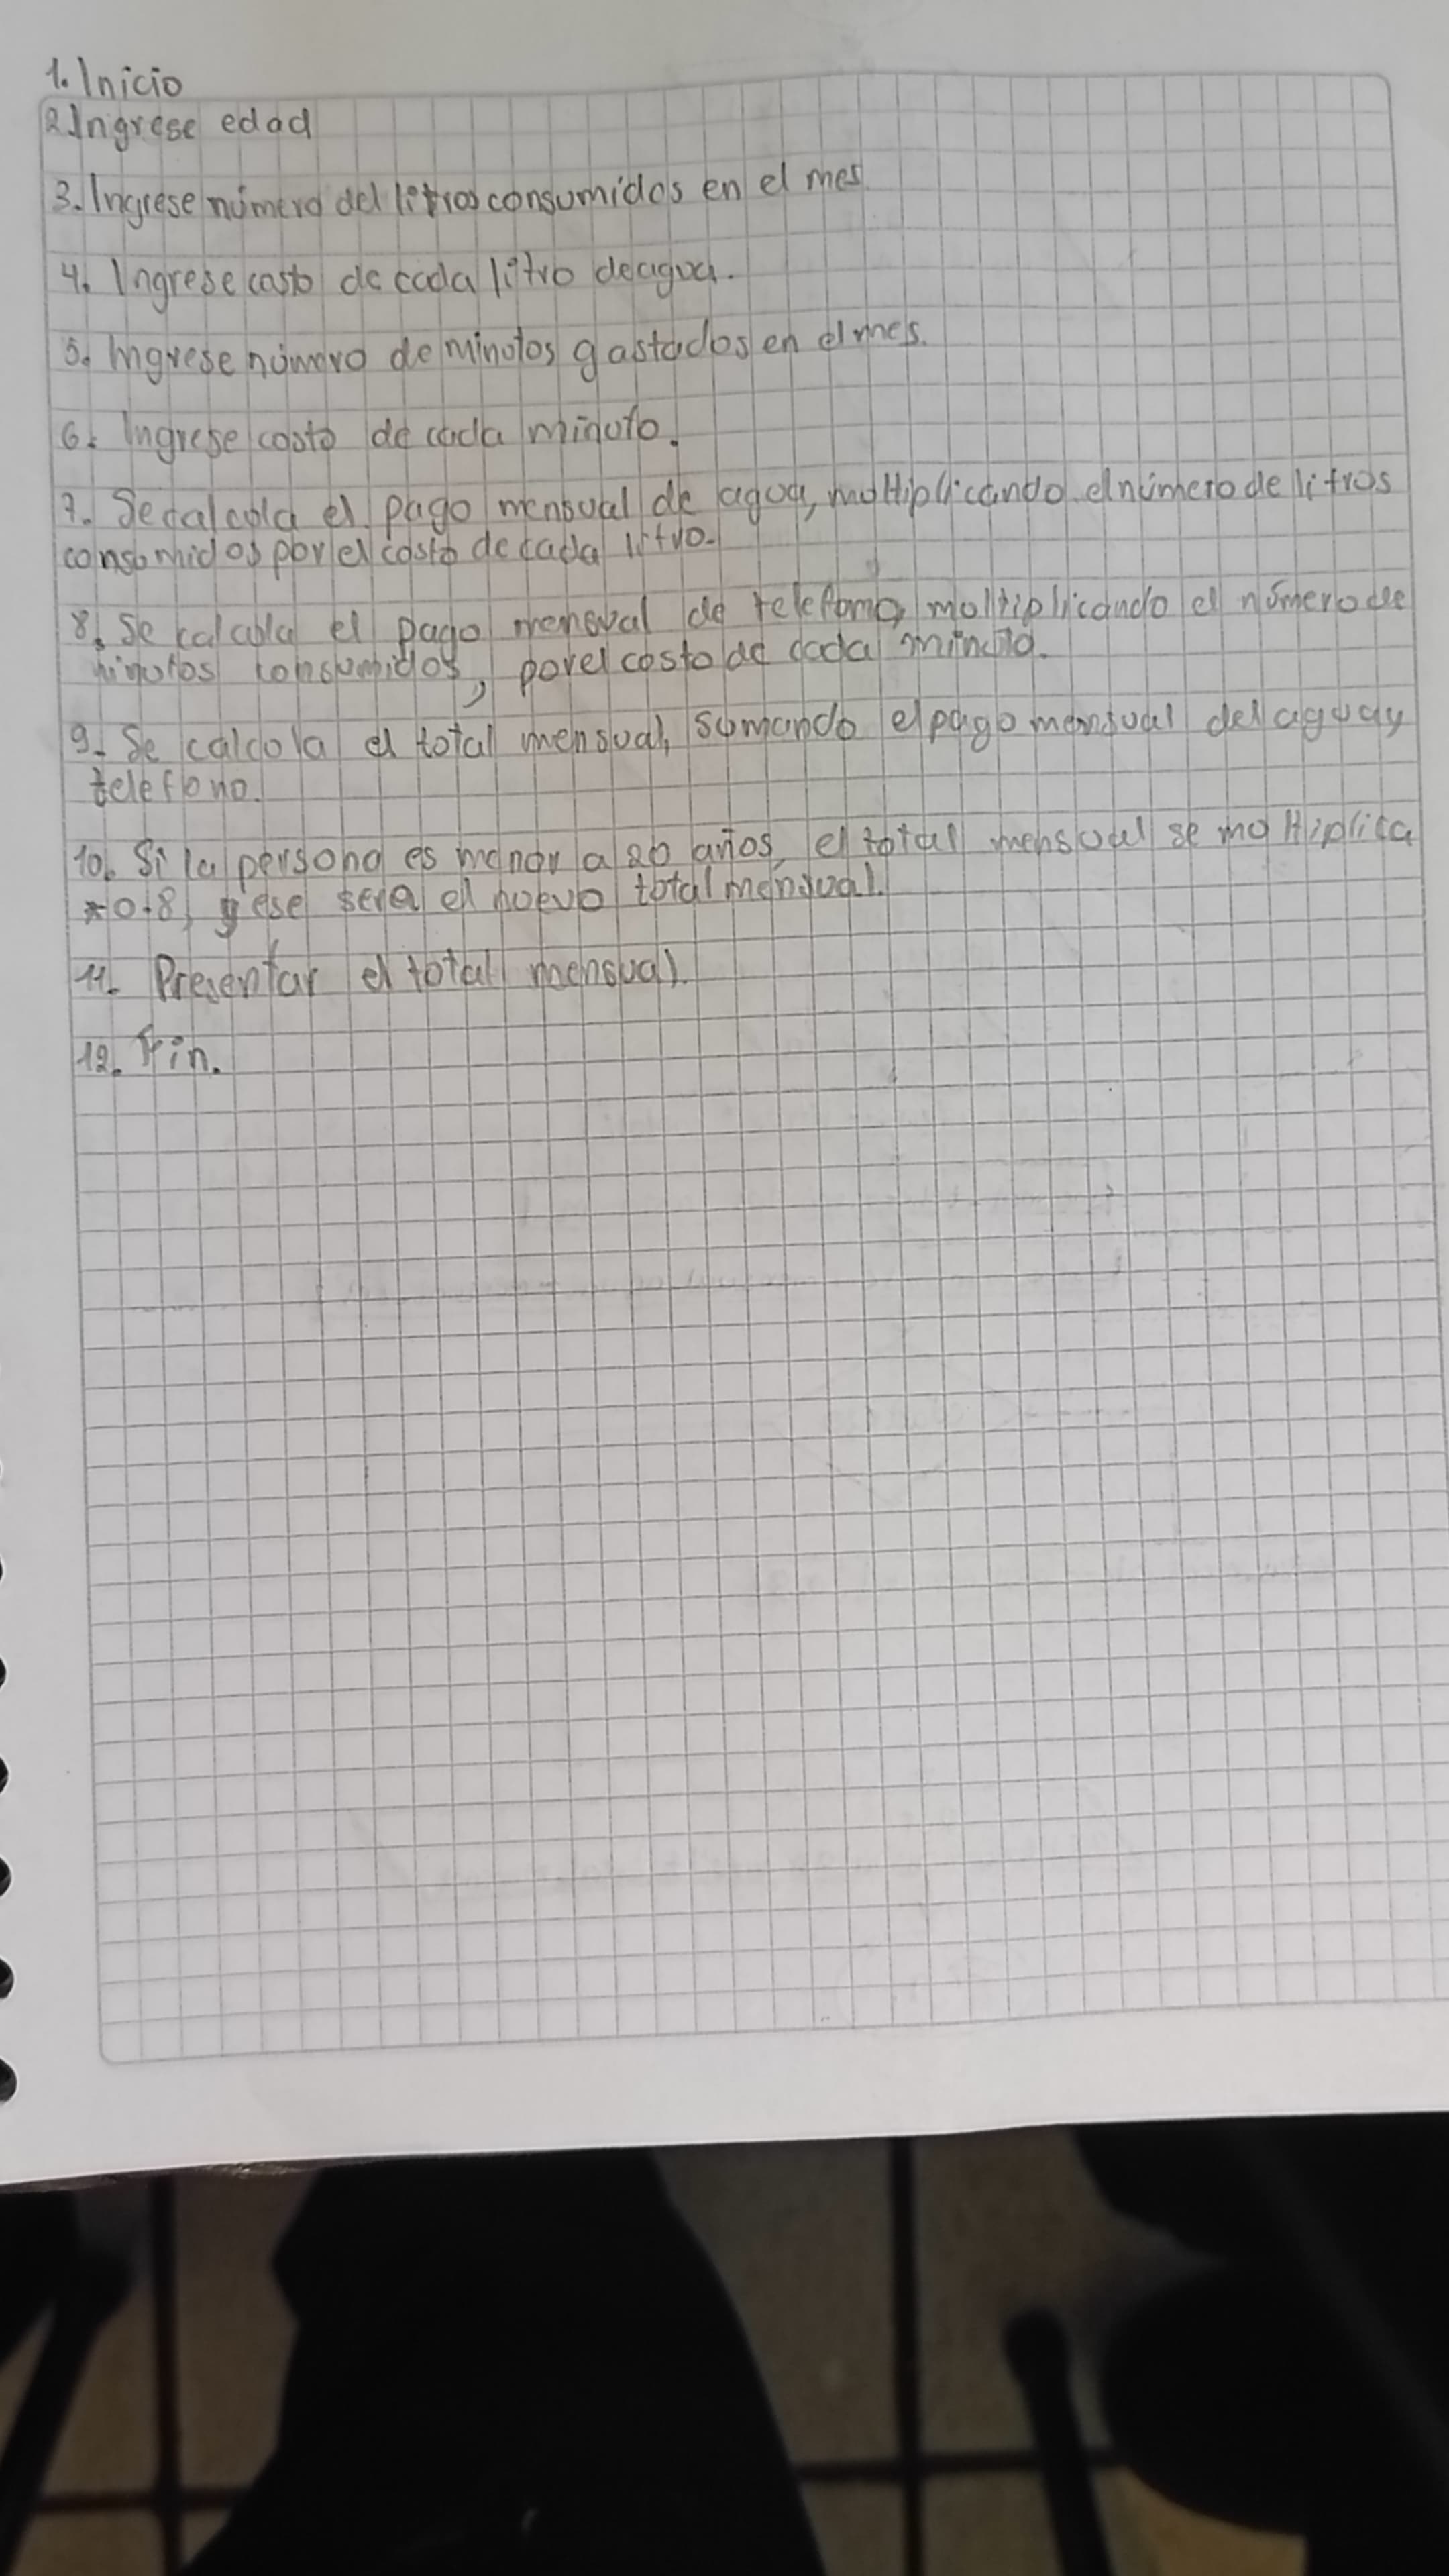 1. Inicio
2. Ingrese edad
3. Ingrese número del litros consumidos en el mes.
4. Ingrese costo de cada litro de agua.
5. Ingrese número de minutos gastados en el mes.
6. Ingrese costo de cada minuto.
7. Se calcula el pago mensual de agua, multiplicando el número de litros
consumidos por el costo de cada litro.
8. Se calcula el pago mensual de telefono, multiplicando el número de
minutos consumidos, por el costo de cada minuto.
9. Se calcula el total mensual, sumando el pago mensual del agua y
telefono.
10. Si la persona es menor a 20 años, el total mensual se multiplica
*0.8, y ese sera el nuevo total mensual.
11. Presentar el total mensual.
12. Fin.